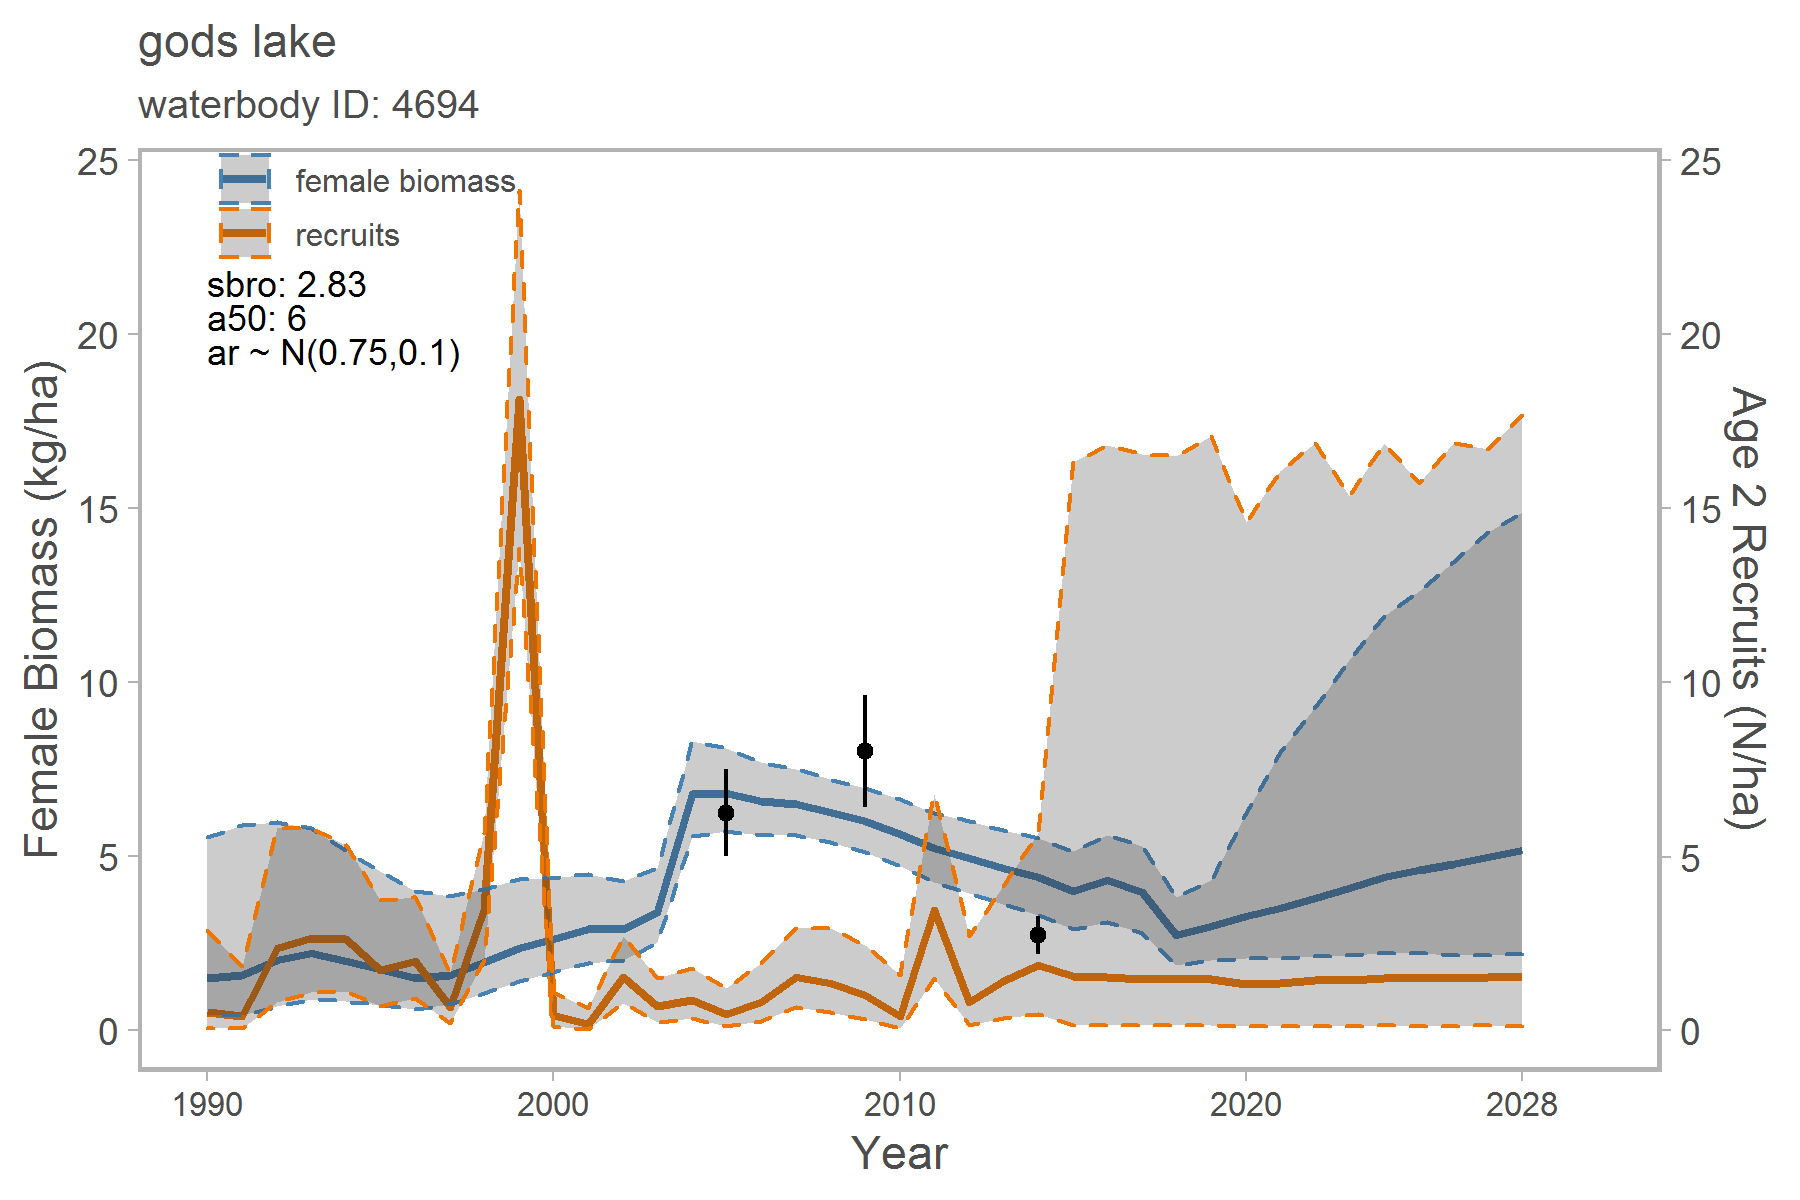 gods lake
waterbody ID: 4694
female biomass
recruits
sbro: 2.83
a50: 6
ar ~ N(0.75,0.1)
25
20
15
10
5
0
Female Biomass (kg/ha)
25
20
15
10
5
0
Age 2 Recruits (N/ha)
1990
2000
2010
2020
2028
Year